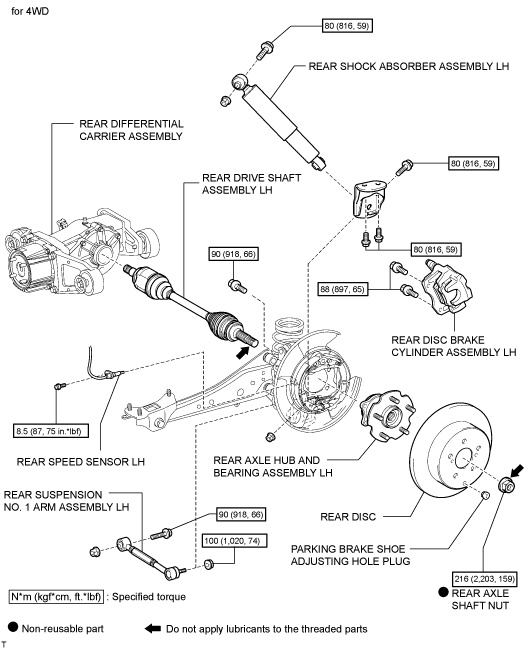 for 4WD
80 (816, 59)
REAR SHOCK ABSORBER ASSEMBLY LH
REAR DIFFERENTIAL
CARRIER ASSEMBLY
80 (816, 59)
REAR DRIVE SHAFT
ASSEMBLY LH
90 (918, 66)
80 (816, 59)
88 (897, 65)
REAR DISC BRAKE
CYLINDER ASSEMBLY LH
8.5 (87, 75 in.*lbf)
REAR SPEED SENSOR LH
REAR AXLE HUB AND
BEARING ASSEMBLY LH
REAR SUSPENSION
NO. 1 ARM ASSEMBLY LH
90 (918, 66)
REAR DISC
100 (1,020, 74)
PARKING BRAKE SHOE
ADJUSTING HOLE PLUG
216 (2,203, 159)
REAR AXLE
SHAFT NUT
N*m (kgf*cm, ft.*lbf) : Specified torque
Non-reusable part
Do not apply lubricants to the threaded parts
T